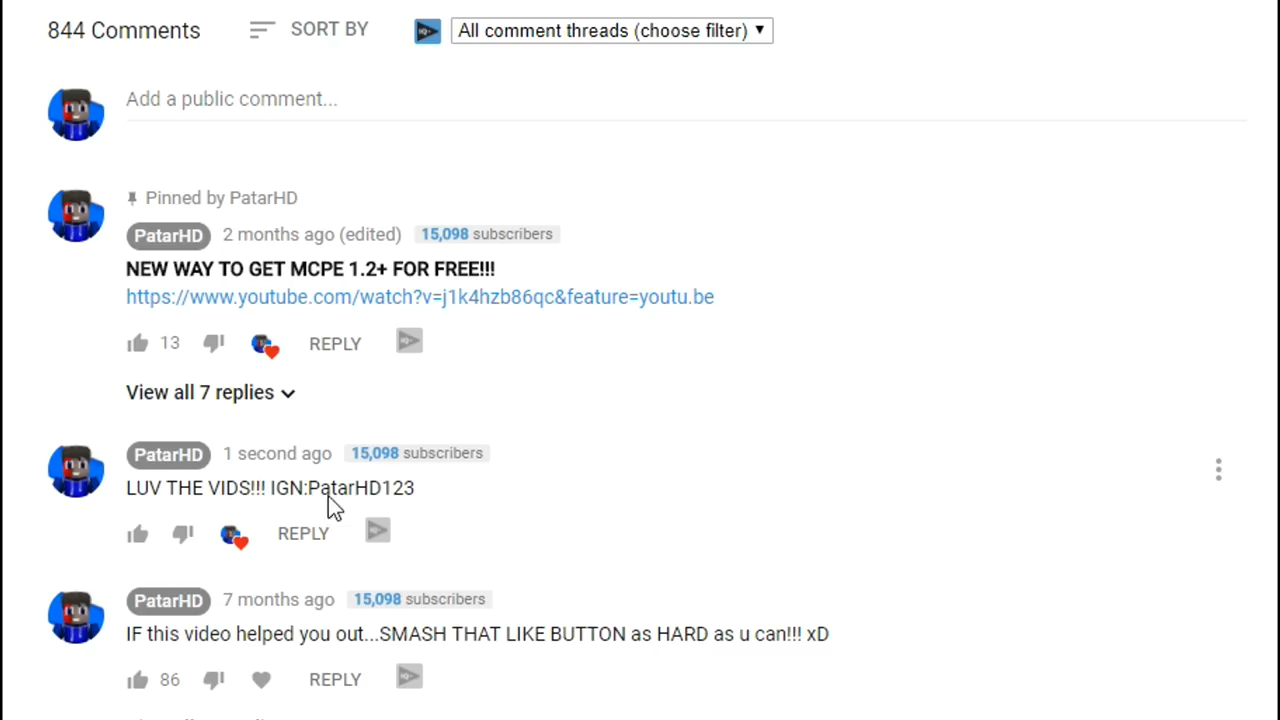 844 Comments SORT BY All comment threads (choose filter)
Add a public comment...
Pinned by PatarHD
PatarHD 2 months ago (edited) 15,098 subscribers
NEW WAY TO GET MCPE 1.2+ FOR FREE!!!
https://www.youtube.com/watch?v=j1k4hzb86qc&feature=youtu.be
13 REPLY
View all 7 replies
PatarHD 1 second ago 15,098 subscribers
LUV THE VIDS!!! IGN:PatarHD123
REPLY
PatarHD 7 months ago 15,098 subscribers
IF this video helped you out...SMASH THAT LIKE BUTTON as HARD as u can!!! xD
86 REPLY